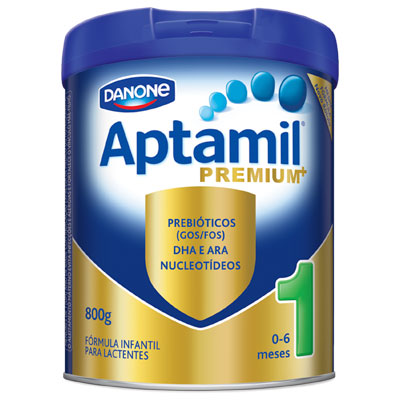 DANONE
Aptamil
PREMIUM+
PREBIÓTICOS
(GOS/FOS)
DHA E ARA
NUCLEOTÍDEOS
800g
FÓRMULA INFANTIL
PARA LACTENTES
0-6
meses
1